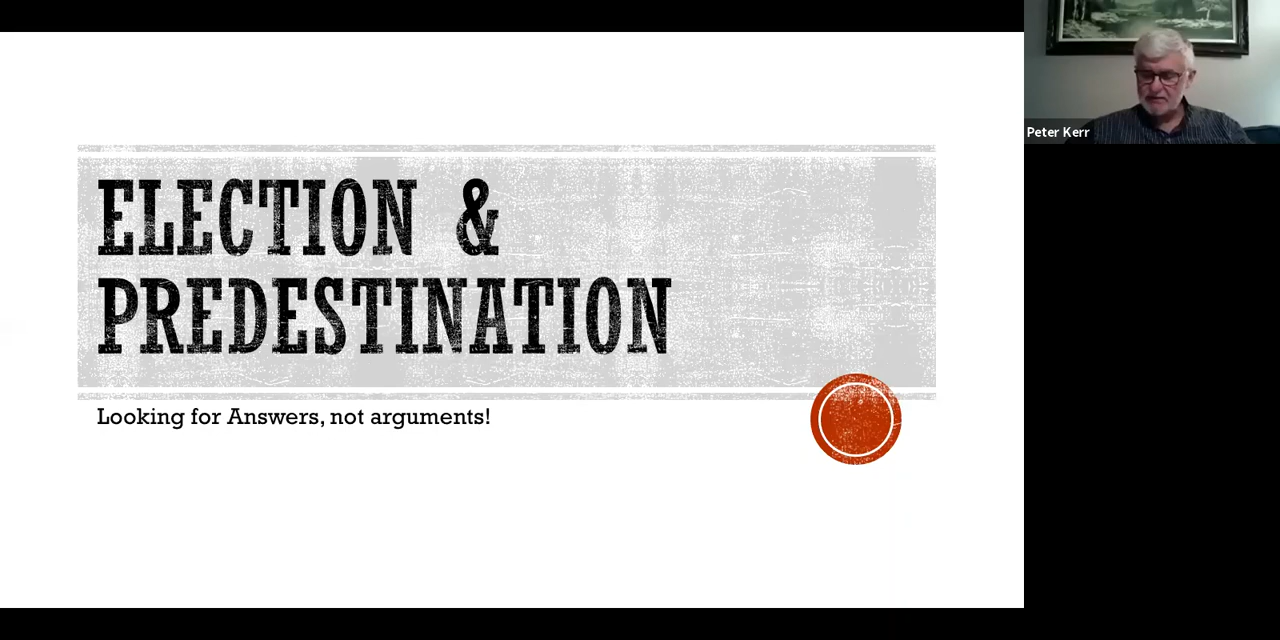 ELECTION &
PREDESTINATION
Looking for Answers, not arguments!
Peter Kerr